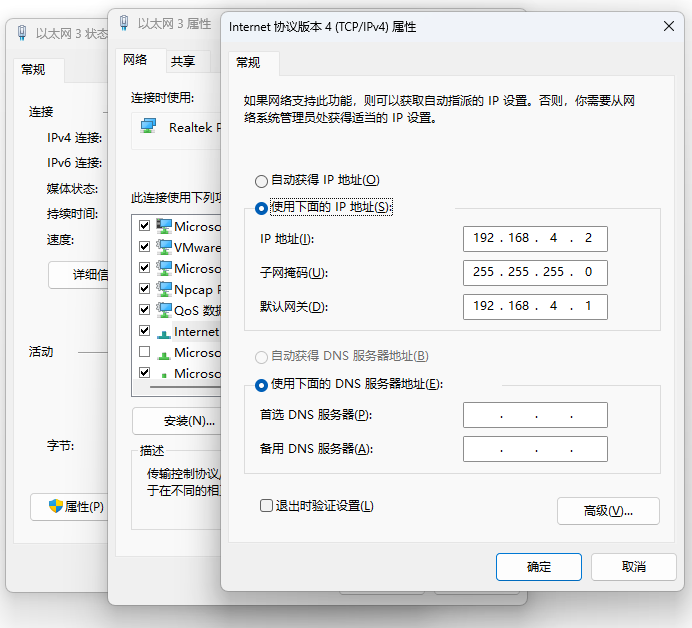 以太网 3 状态
常规
连接
IPv4 连接:
IPv6 连接:
媒体状态:
持续时间:
速度:
详细信
活动
字节:
属性(P)
以太网 3 属性
网络
共享
连接时使用:
Realtek P
此连接使用下列项
Microso
VMware
Microso
Npcap P
QoS 数据
Internet
Microso
Microso
安装(N)...
描述
传输控制协议/
于在不同的相
Internet 协议版本 4 (TCP/IPv4) 属性
常规
如果网络支持此功能，则可以获取自动指派的 IP 设置。否则，你需要从网
络系统管理员处获得适当的 IP 设置。
自动获得 IP 地址(O)
使用下面的 IP 地址(S):
IP 地址(I): 192 . 168 . 4 . 2
子网掩码(U): 255 . 255 . 255 . 0
默认网关(D): 192 . 168 . 4 . 1
自动获得 DNS 服务器地址(B)
使用下面的 DNS 服务器地址(E):
首选 DNS 服务器(P): . . .
备用 DNS 服务器(A): . . .
退出时验证设置(L)
高级(V)...
确定
取消